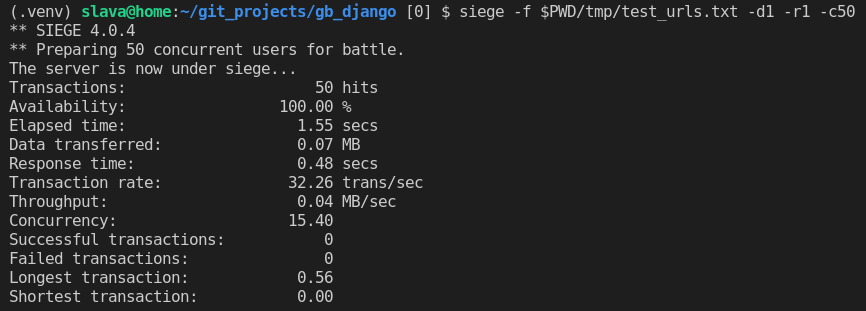 (.venv) slava@home:~/git_projects/gb_django [0] $ siege -f $PWD/tmp/test_urls.txt -d1 -r1 -c50
** SIEGE 4.0.4
** Preparing 50 concurrent users for battle.
The server is now under siege...
Transactions:                     50 hits
Availability:                 100.00 %
Elapsed time:                   1.55 secs
Data transferred:               0.07 MB
Response time:                  0.48 secs
Transaction rate:              32.26 trans/sec
Throughput:                     0.04 MB/sec
Concurrency:                   15.40
Successful transactions:           0
Failed transactions:               0
Longest transaction:            0.56
Shortest transaction:           0.00